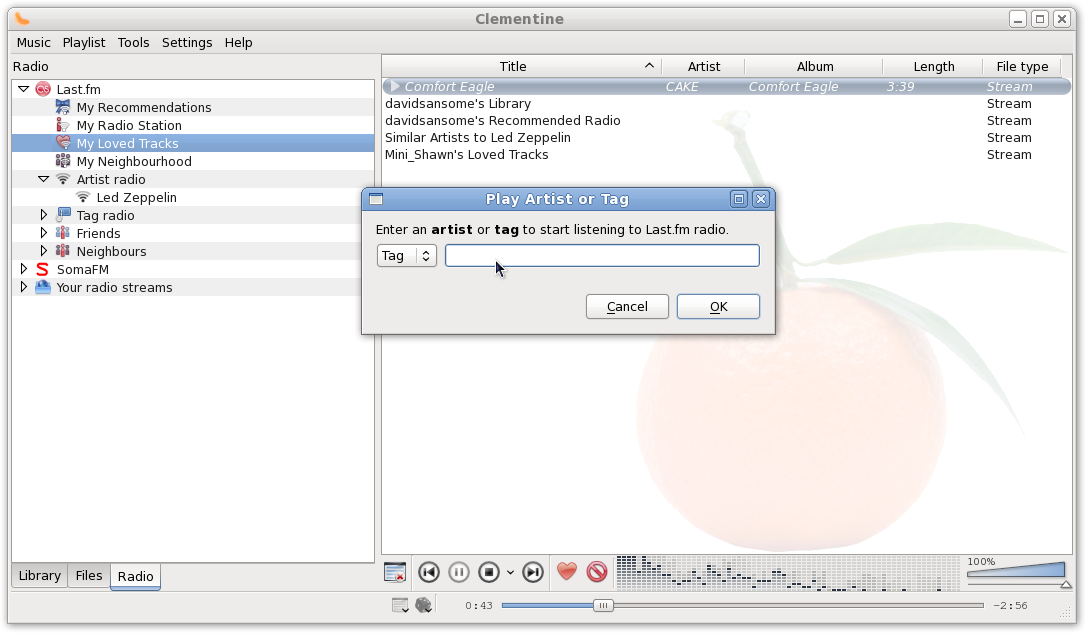 Clementine
Music Playlist Tools Settings Help
Radio
Last.fm
My Recommendations
My Radio Station
My Loved Tracks
My Neighbourhood
Artist radio
Led Zeppelin
Tag radio
Friends
Neighbours
SomaFM
Your radio streams
Title Artist Album Length File type
Comfort Eagle CAKE Comfort Eagle 3:39 Stream
davidsansome's Library Stream
davidsansome's Recommended Radio Stream
Similar Artists to Led Zeppelin Stream
Mini_Shawn's Loved Tracks Stream
Play Artist or Tag
Enter an artist or tag to start listening to Last.fm radio.
Tag
Cancel OK
Library Files Radio
100%
0:43 -2:56